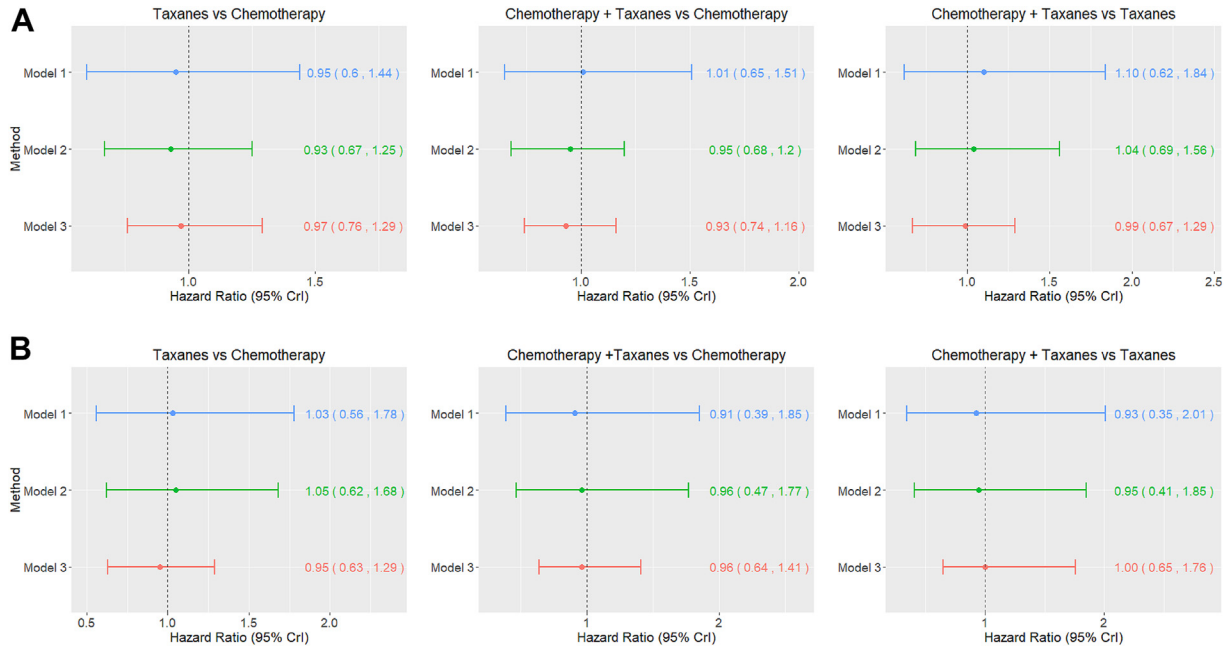 A
Taxanes vs Chemotherapy
Chemotherapy + Taxanes vs Chemotherapy
Chemotherapy + Taxanes vs Taxanes
Method
Model 1
0.95 ( 0.6 , 1.44 )
Model 2
0.93 ( 0.67 , 1.25 )
Model 3
0.97 ( 0.76 , 1.29 )
1.0 1.5
Hazard Ratio (95% CrI)
Model 1
1.01 ( 0.65 , 1.51 )
Model 2
0.95 ( 0.68 , 1.2 )
Model 3
0.93 ( 0.74 , 1.16 )
1.0 1.5 2.0
Hazard Ratio (95% CrI)
Model 1
1.10 ( 0.62 , 1.84 )
Model 2
1.04 ( 0.69 , 1.56 )
Model 3
0.99 ( 0.67 , 1.29 )
1.0 1.5 2.0 2.5
Hazard Ratio (95% CrI)
B
Taxanes vs Chemotherapy
Chemotherapy +Taxanes vs Chemotherapy
Chemotherapy + Taxanes vs Taxanes
Method
Model 1
1.03 ( 0.56 , 1.78 )
Model 2
1.05 ( 0.62 , 1.68 )
Model 3
0.95 ( 0.63 , 1.29 )
0.5 1.0 1.5 2.0
Hazard Ratio (95% CrI)
Model 1
0.91 ( 0.39 , 1.85 )
Model 2
0.96 ( 0.47 , 1.77 )
Model 3
0.96 ( 0.64 , 1.41 )
1 2
Hazard Ratio (95% CrI)
Model 1
0.93 ( 0.35 , 2.01 )
Model 2
0.95 ( 0.41 , 1.85 )
Model 3
1.00 ( 0.65 , 1.76 )
1 2
Hazard Ratio (95% CrI)